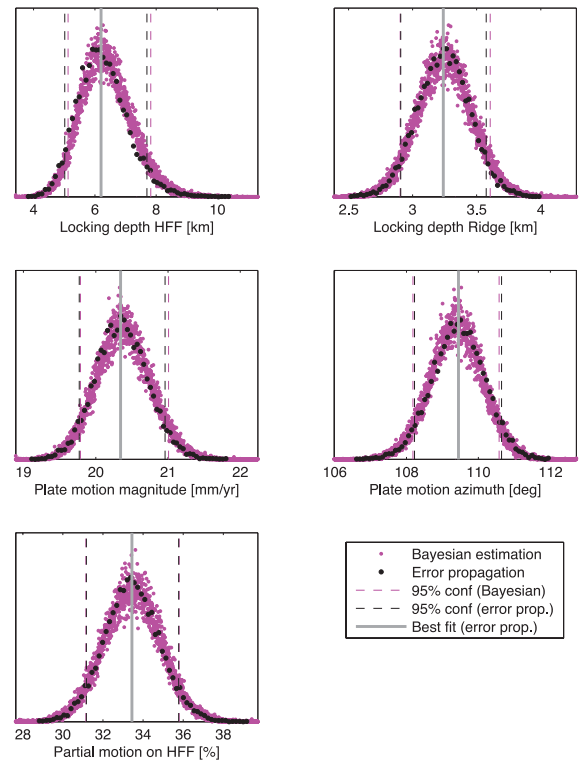 4 6 8 10
Locking depth HFF [km]
2.5 3 3.5 4
Locking depth Ridge [km]
19 20 21 22
Plate motion magnitude [mm/yr]
106 108 110 112
Plate motion azimuth [deg]
28 30 32 34 36 38
Partial motion on HFF [%]
Bayesian estimation
Error propagation
95% conf (Bayesian)
95% conf (error prop.)
Best fit (error prop.)